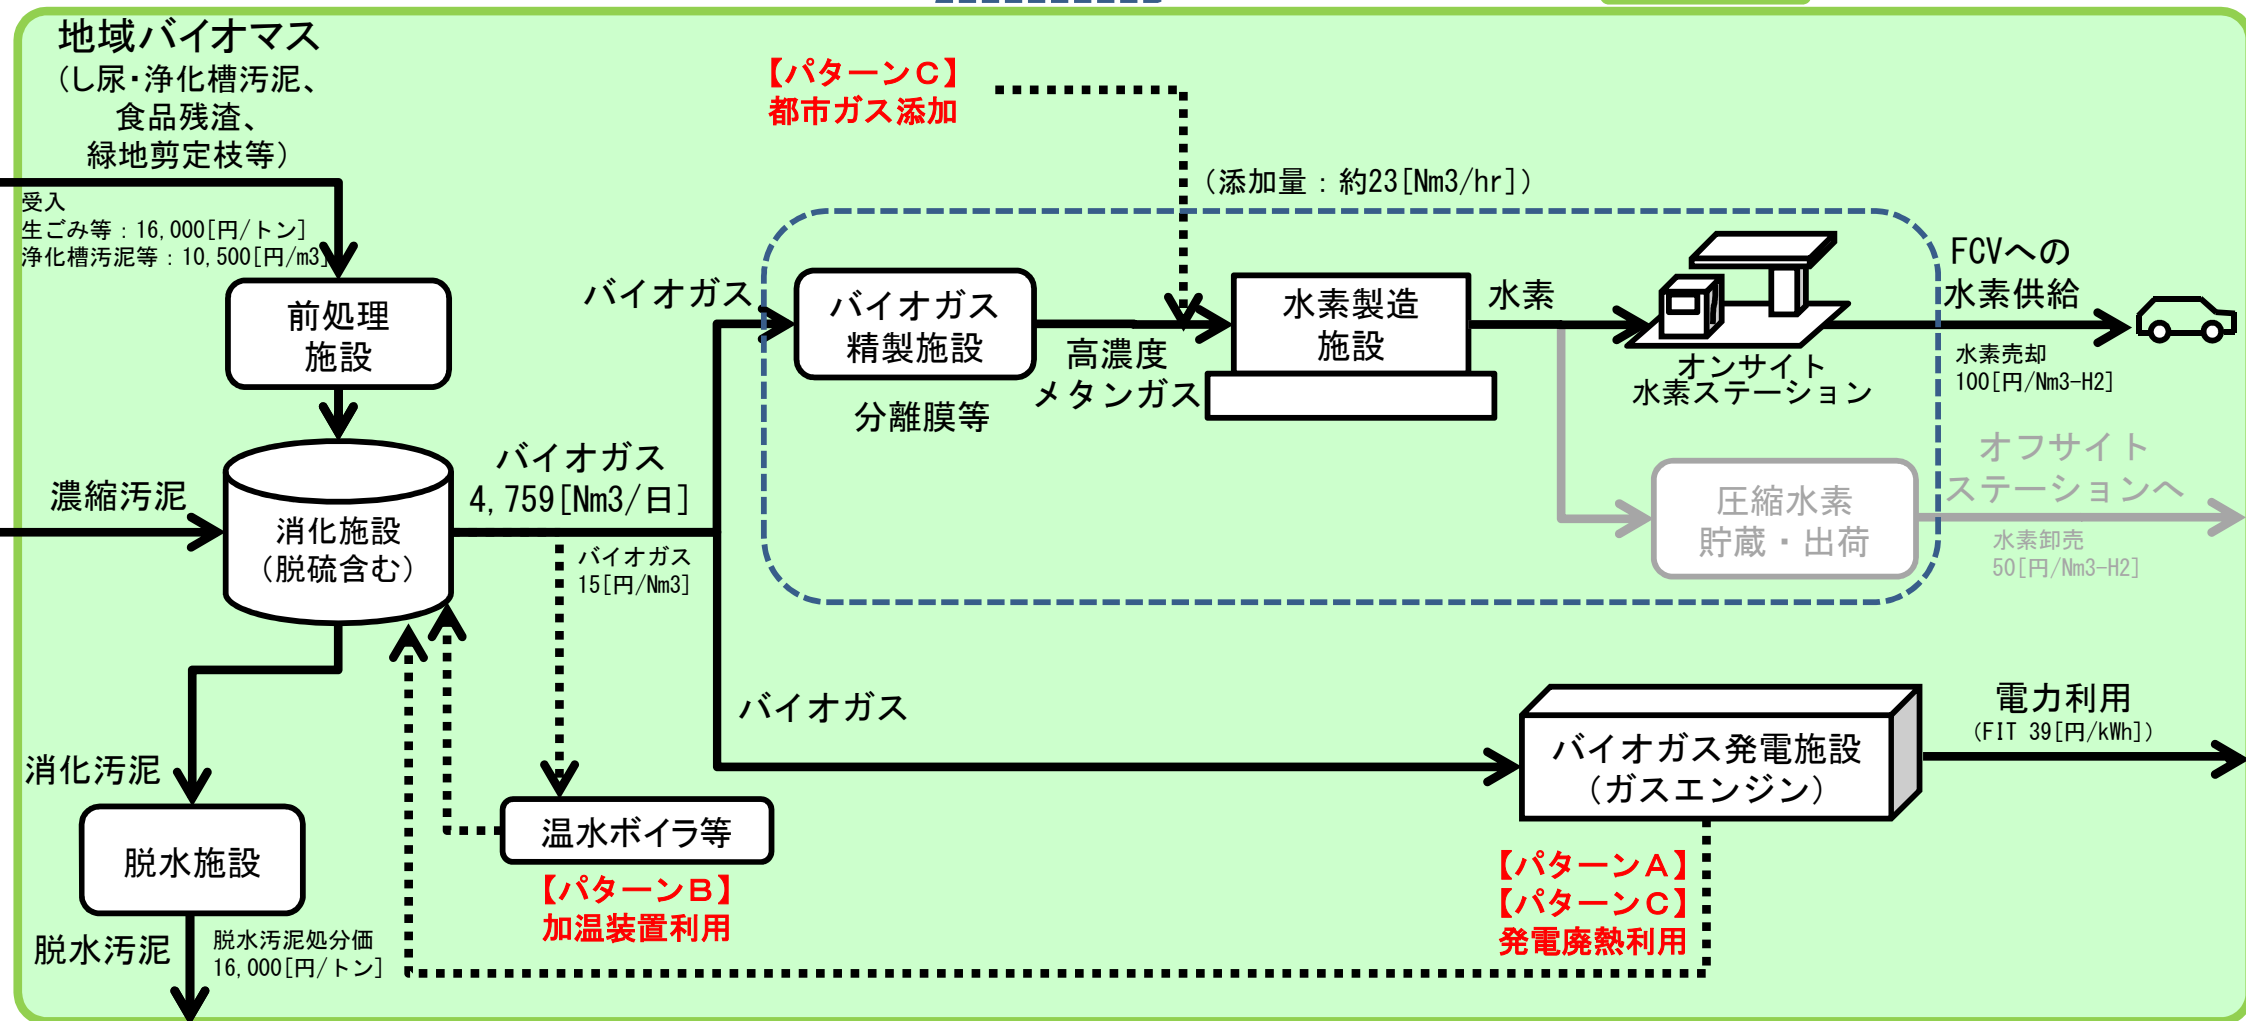 地域バイオマス
（し尿・浄化槽汚泥、
食品残渣、
緑地剪定枝等）
受入
生ごみ等：16,000[円/トン]
浄化槽汚泥等：10,500[円/m3]
前処理
施設
濃縮汚泥
消化施設
（脱硫含む）
消化汚泥
脱水施設
脱水汚泥
脱水汚泥処分価
16,000[円/トン]
バイオガス
4,759[Nm3/日]
バイオガス
15[円/Nm3]
温水ボイラ等
【パターンＢ】
加温装置利用
【パターンＣ】
都市ガス添加
（添加量：約23[Nm3/hr]）
バイオガス
バイオガス
精製施設
分離膜等
高濃度
メタンガス
水素製造
施設
水素
オンサイト
水素ステーション
FCVへの
水素供給
水素売却
100[円/Nm3-H2]
圧縮水素
貯蔵・出荷
オフサイト
ステーションへ
水素卸売
50[円/Nm3-H2]
バイオガス
バイオガス発電施設
（ガスエンジン）
電力利用
（FIT 39[円/kWh]）
【パターンＡ】
【パターンＣ】
発電廃熱利用